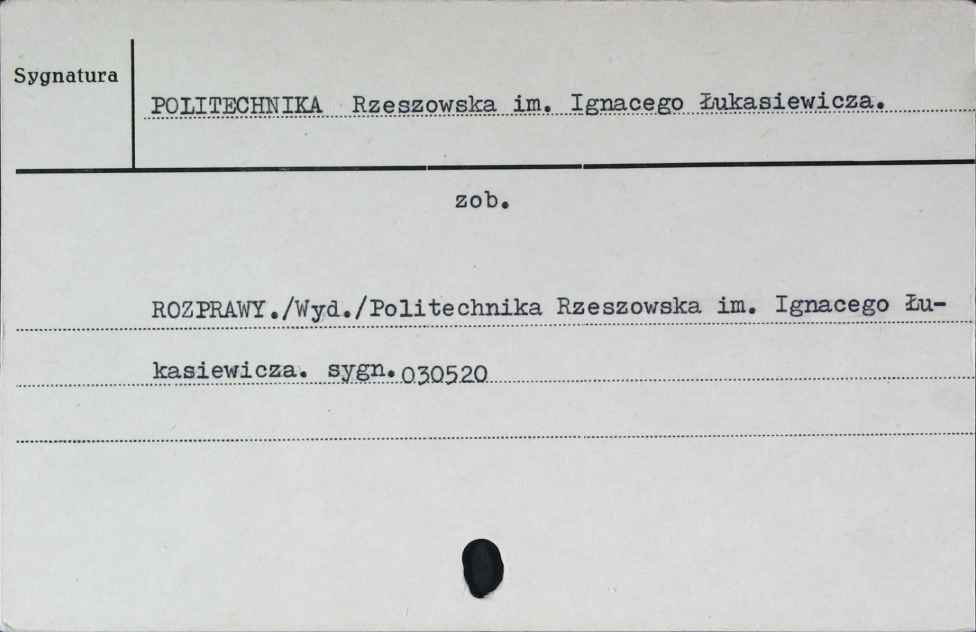 Sygnatura
POLITECHNIKA Rzeszowska im. Ignacego Łukasiewicza.
zob.
ROZPRAWY./Wyd./Politechnika Rzeszowska im. Ignacego Łu-
kasiewicza. sygn.030520